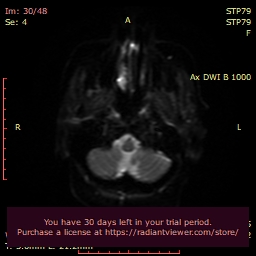 Im: 30/48
Se: 4
STP79
STP79
F
A
Ax DWI B 1000
R
L
You have 30 days left in your trial period.
Purchase a license at https://radiantviewer.com/store/